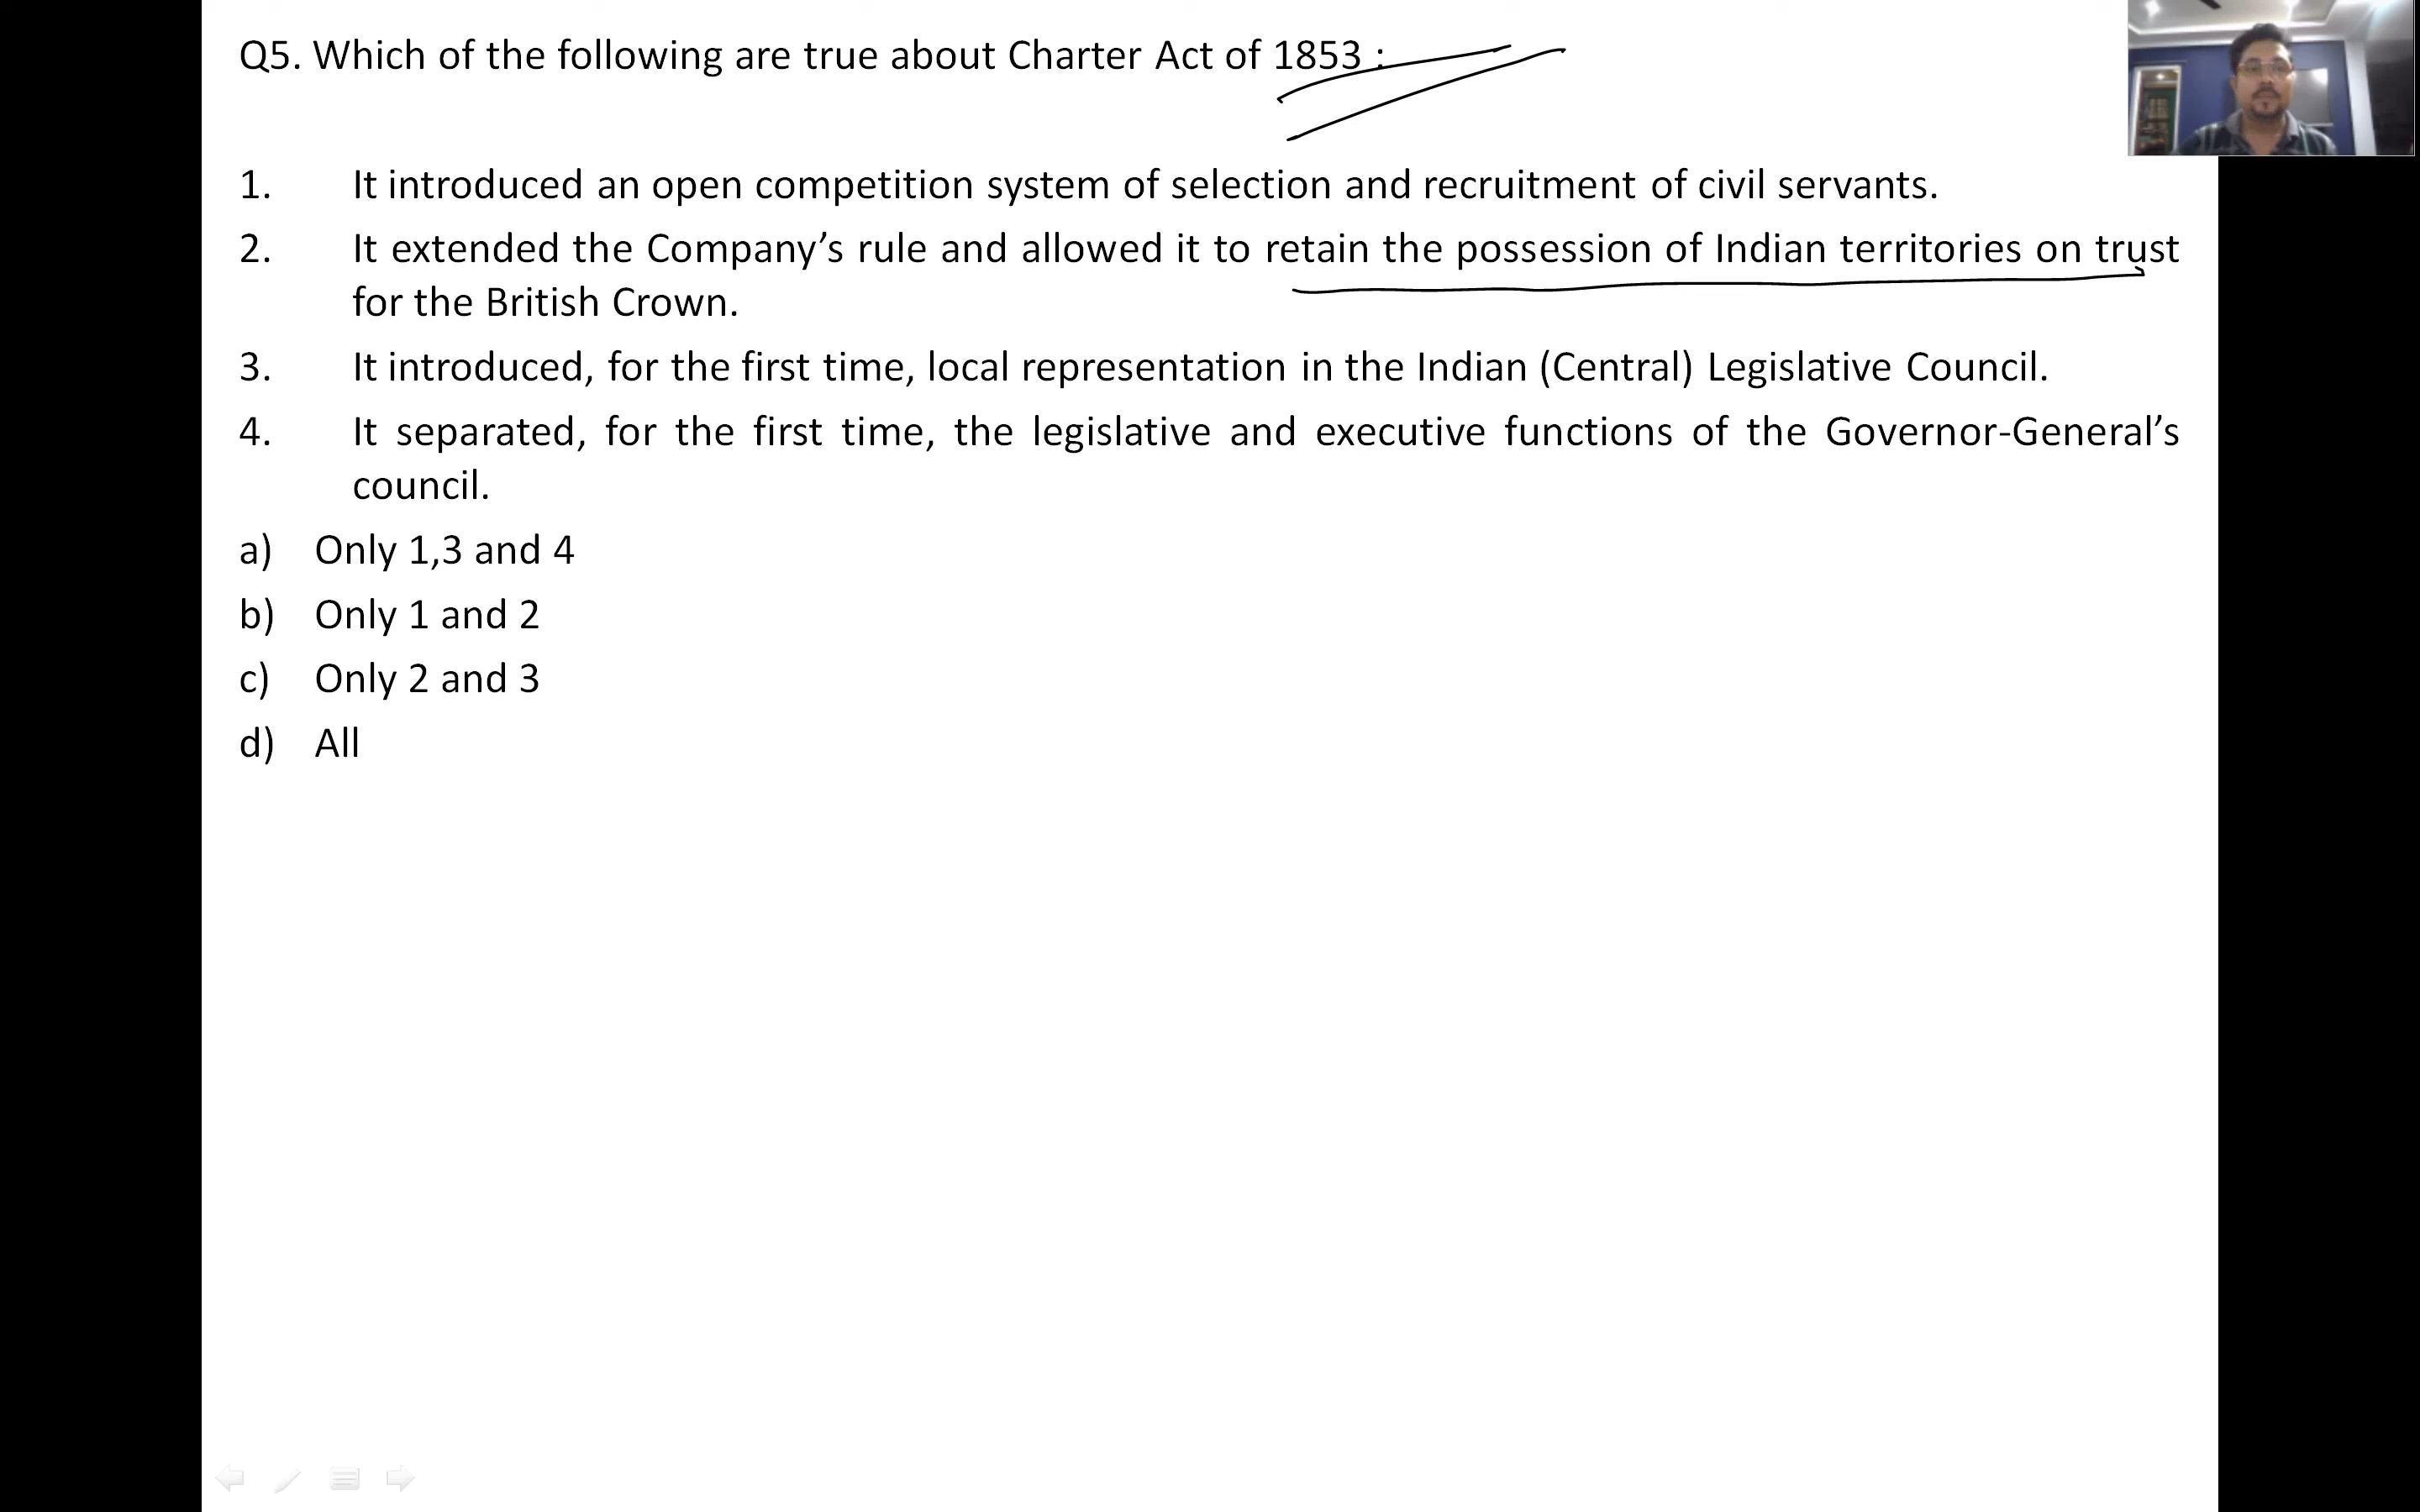 Q5. Which of the following are true about Charter Act of 1853 :
1. It introduced an open competition system of selection and recruitment of civil servants.
2. It extended the Company’s rule and allowed it to retain the possession of Indian territories on trust
for the British Crown.
3. It introduced, for the first time, local representation in the Indian (Central) Legislative Council.
4. It separated, for the first time, the legislative and executive functions of the Governor-General’s
council.
a) Only 1,3 and 4
b) Only 1 and 2
c) Only 2 and 3
d) All